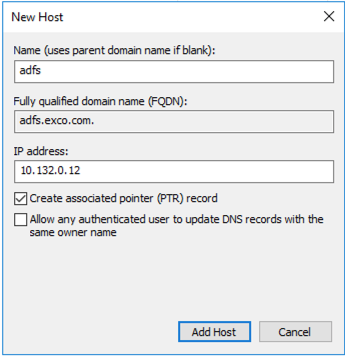 New Host
Name (uses parent domain name if blank):
adfs
Fully qualified domain name (FQDN):
adfs.exco.com.
IP address:
10.132.0.12
Create associated pointer (PTR) record
Allow any authenticated user to update DNS records with the
same owner name
Add Host
Cancel